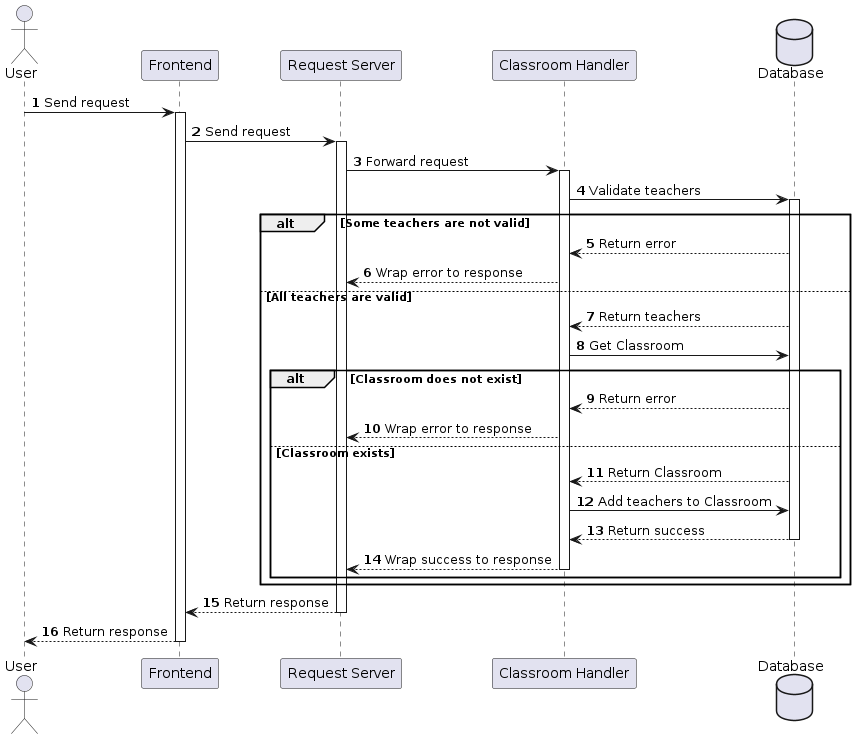 User
Frontend
Request Server
Classroom Handler
Database
1 Send request
2 Send request
3 Forward request
4 Validate teachers
alt [Some teachers are not valid]
5 Return error
6 Wrap error to response
[All teachers are valid]
7 Return teachers
8 Get Classroom
alt [Classroom does not exist]
9 Return error
10 Wrap error to response
[Classroom exists]
11 Return Classroom
12 Add teachers to Classroom
13 Return success
14 Wrap success to response
15 Return response
16 Return response
User
Frontend
Request Server
Classroom Handler
Database